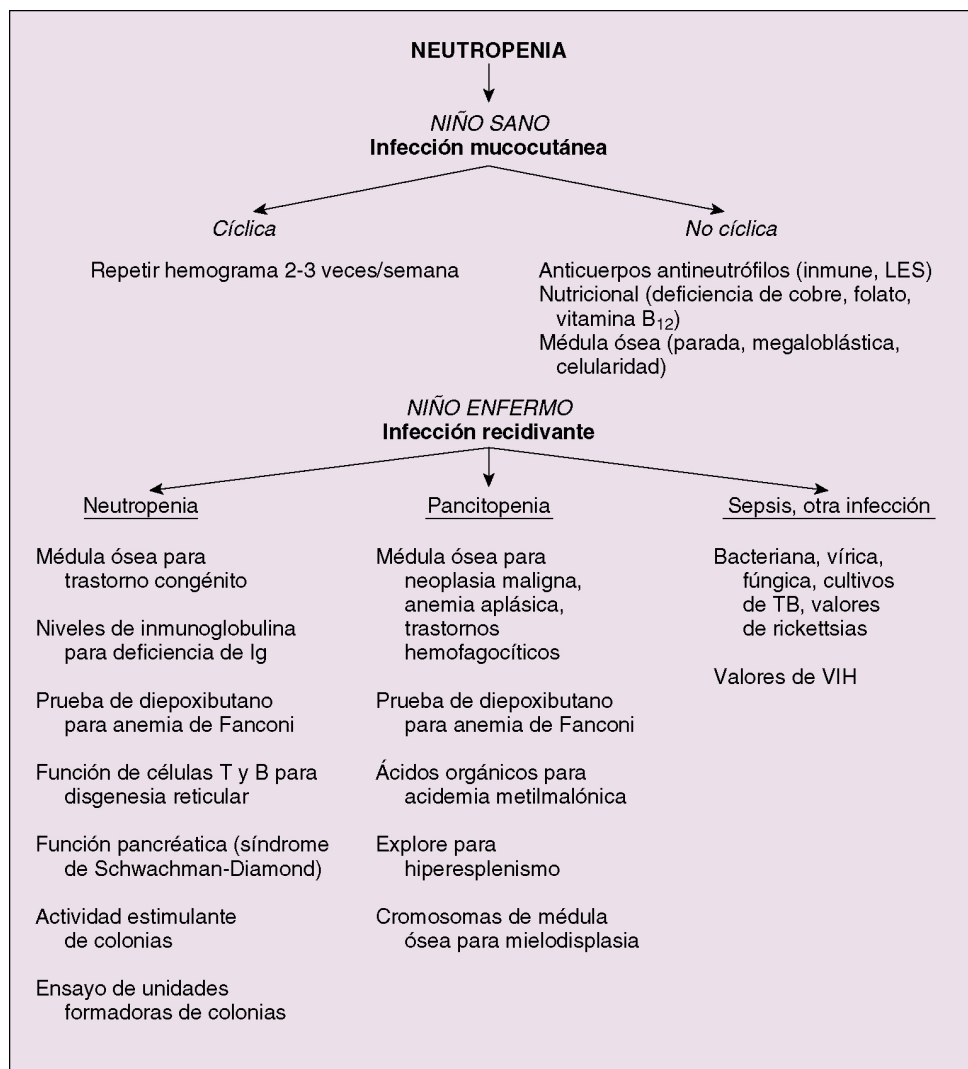 NEUTROPENIA
NIÑO SANO
Infección mucocutánea
Cíclica
Repetir hemograma 2-3 veces/semana
No cíclica
Anticuerpos antineutrófilos (inmune, LES)
Nutricional (deficiencia de cobre, folato,
vitamina B12)
Médula ósea (parada, megaloblástica,
celularidad)
NIÑO ENFERMO
Infección recidivante
Neutropenia
Médula ósea para
trastorno congénito
Niveles de inmunoglobulina
para deficiencia de Ig
Prueba de diepoxibutano
para anemia de Fanconi
Función de células T y B para
disgenesia reticular
Función pancréatica (síndrome
de Schwachman-Diamond)
Actividad estimulante
de colonias
Ensayo de unidades
formadoras de colonias
Pancitopenia
Médula ósea para
neoplasia maligna,
anemia aplásica,
trastornos
hemofagocíticos
Prueba de diepoxibutano
para anemia de Fanconi
Ácidos orgánicos para
acidemia metilmalónica
Explore para
hiperesplenismo
Cromosomas de médula
ósea para mielodisplasia
Sepsis, otra infección
Bacteriana, vírica,
fúngica, cultivos
de TB, valores
de rickettsias
Valores de VIH